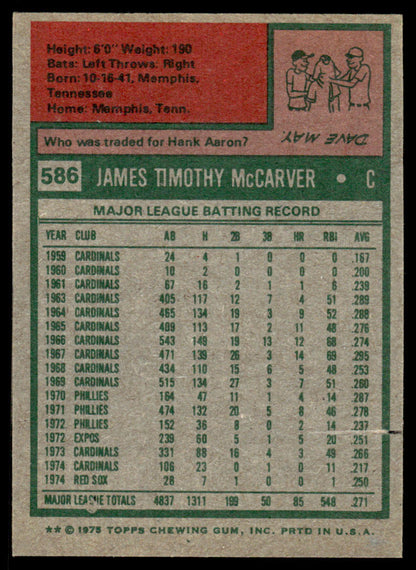 Height: 6'0" Weight: 190
Bats: Left Throws, Right
Born: 10-16-41, Memphis,
Tennessee
Home: Memphis, Tenn.
DAVE MAY
Who was traded for Hank Aaron?
586 JAMES TIMOTHY McCARVER • C
MAJOR LEAGUE BATTING RECORD
YEAR CLUB AB H 2B 3B HR RBI AVG
1959 CARDINALS 24 4 1 0 0 0 .167
1960 CARDINALS 10 2 0 0 0 0 .200
1961 CARDINALS 67 16 2 1 1 6 .239
1963 CARDINALS 405 117 12 7 4 51 .289
1964 CARDINALS 465 134 19 3 9 52 .288
1965 CARDINALS 409 113 17 2 11 48 .276
1966 CARDINALS 543 149 19 13 12 68 .274
1967 CARDINALS 471 139 26 3 14 69 .295
1968 CARDINALS 434 110 15 6 5 48 .253
1969 CARDINALS 515 134 27 3 7 51 .260
1970 PHILLIES 164 47 11 1 4 14 .287
1971 PHILLIES 474 132 20 5 8 46 .278
1972 PHILLIES 152 36 8 0 2 14 .237
1972 EXPOS 239 60 5 1 5 20 .251
1973 CARDINALS 331 88 16 4 3 49 .266
1974 CARDINALS 106 23 0 1 0 11 .217
1974 RED SOX 28 7 1 0 0 1 .250
MAJOR LEAGUE TOTALS 4837 1311 199 50 85 548 .271
** © 1975 TOPPS CHEWING GUM, INC. PRTD IN U.S.A.